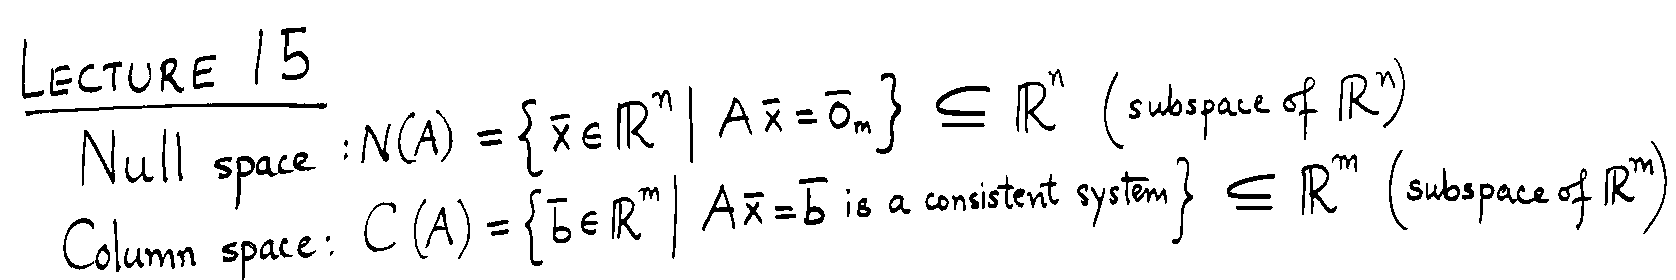 LECTURE 15
Null space : N(A) = { x̄ ∈ ℝⁿ | A x̄ = 0̄ₘ } ⊆ ℝⁿ (subspace of ℝⁿ)
Column space : C(A) = { b̄ ∈ ℝᵐ | A x̄ = b̄ is a consistent system } ⊆ ℝᵐ (subspace of ℝᵐ)